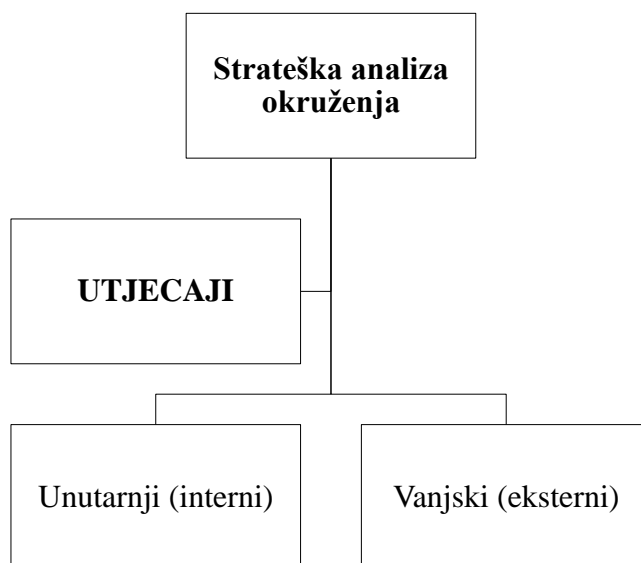 Strateška analiza
okruženja
UTJECAJI
Unutarnji (interni)
Vanjski (eksterni)